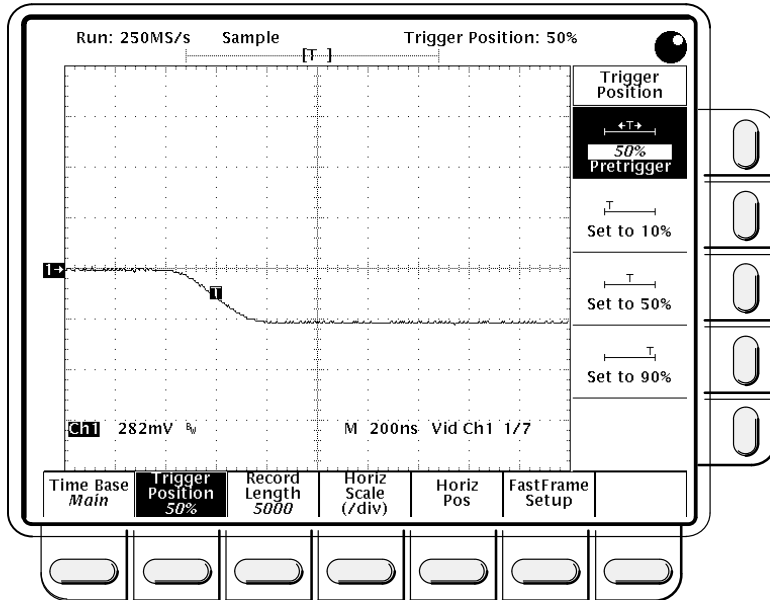 Run: 250MS/s Sample Trigger Position: 50%
[T ]
Trigger
Position
←T→
50%
Pretrigger
T
Set to 10%
T
Set to 50%
T
Set to 90%
1→
T
Ch1 282mV BW M 200ns Vid Ch1 1/7
Time Base
Main
Trigger
Position
50%
Record
Length
5000
Horiz
Scale
(/div)
Horiz
Pos
FastFrame
Setup